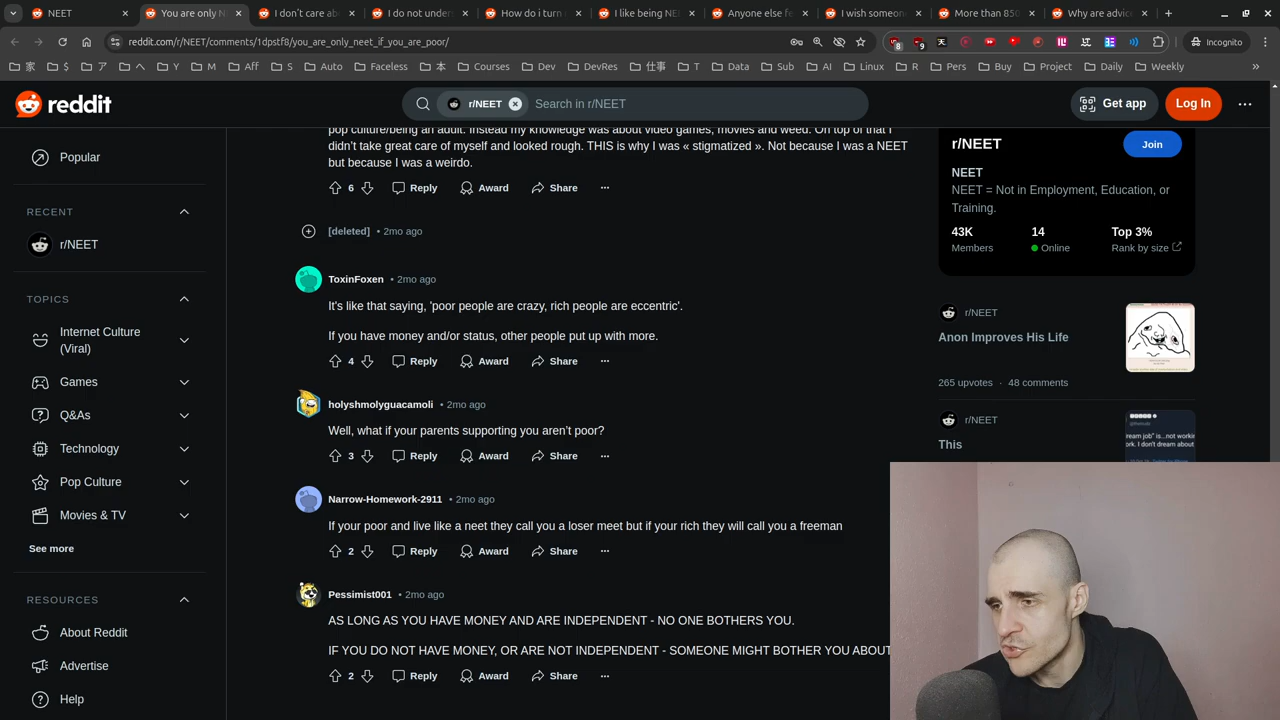 NEET
You are only N
I don't care abo
I do not unders
How do i turn o
I like being NE
Anyone else fe
I wish someon
More than 850
Why are advic
reddit.com/r/NEET/comments/1dpstf8/you_are_only_neet_if_you_are_poor/
8
9
Incognito
家
$
ア
へ
Y
M
Aff
S
Auto
Faceless
本
Courses
Dev
DevRes
仕事
T
Data
Sub
AI
Linux
R
Pers
Buy
Project
Daily
Weekly
reddit
r/NEET
Search in r/NEET
Get app
Log In
Popular
RECENT
r/NEET
TOPICS
Internet Culture
(Viral)
Games
Q&As
Technology
Pop Culture
Movies & TV
See more
RESOURCES
About Reddit
Advertise
Help
pop culture/being an adult. Instead my knowledge was about video games, movies and weed. On top of that I
didn't take great care of myself and looked rough. THIS is why I was « stigmatized ». Not because I was a NEET
but because I was a weirdo.
6 Reply Award Share
[deleted] • 2mo ago
ToxinFoxen • 2mo ago
It's like that saying, 'poor people are crazy, rich people are eccentric'.
If you have money and/or status, other people put up with more.
4 Reply Award Share
holyshmolyguacamoli • 2mo ago
Well, what if your parents supporting you aren't poor?
3 Reply Award Share
Narrow-Homework-2911 • 2mo ago
If your poor and live like a neet they call you a loser meet but if your rich they will call you a freeman
2 Reply Award Share
Pessimist001 • 2mo ago
AS LONG AS YOU HAVE MONEY AND ARE INDEPENDENT - NO ONE BOTHERS YOU.
IF YOU DO NOT HAVE MONEY, OR ARE NOT INDEPENDENT - SOMEONE MIGHT BOTHER YOU ABOUT
2 Reply Award Share
r/NEET
Join
NEET
NEET = Not in Employment, Education, or
Training.
43K 14 Top 3%
Members Online Rank by size
r/NEET
Anon Improves His Life
265 upvotes · 48 comments
r/NEET
This